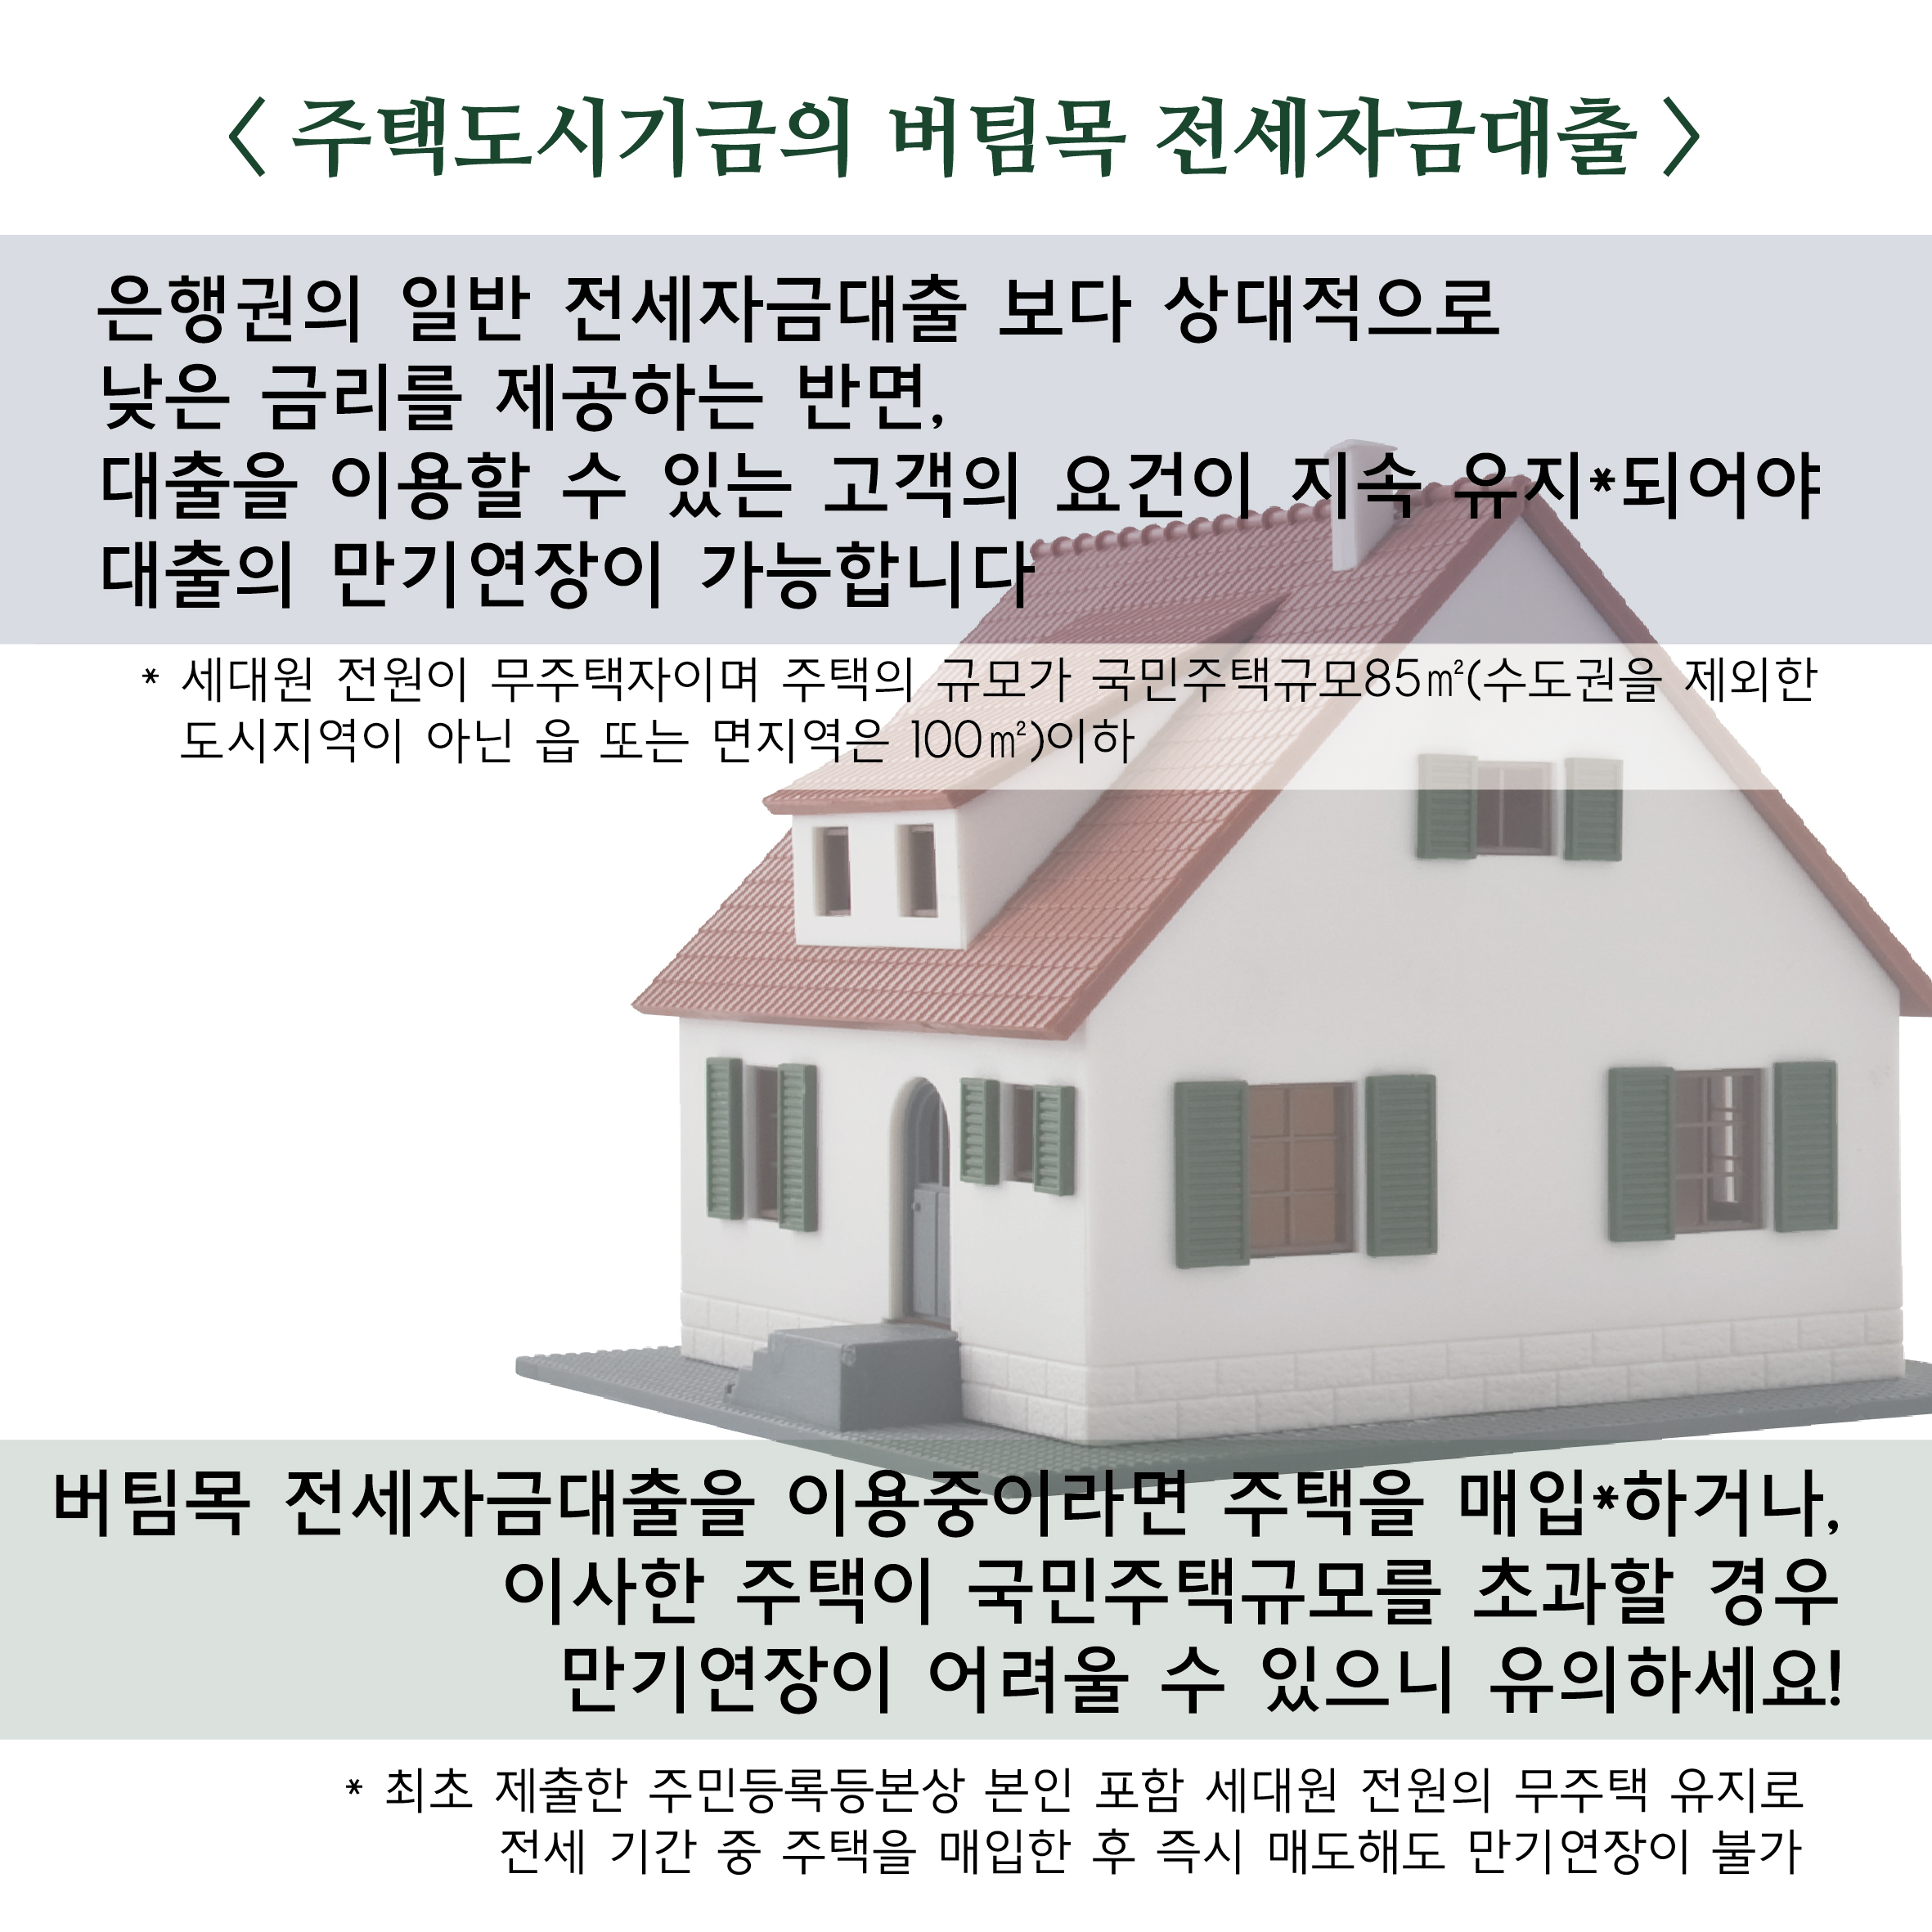 < 주택도시기금의 버팀목 전세자금대출 >
은행권의 일반 전세자금대출 보다 상대적으로
낮은 금리를 제공하는 반면,
대출을 이용할 수 있는 고객의 요건이 지속 유지*되어야
대출의 만기연장이 가능합니다
* 세대원 전원이 무주택자이며 주택의 규모가 국민주택규모85㎡(수도권을 제외한
도시지역이 아닌 읍 또는 면지역은 100㎡)이하
버팀목 전세자금대출을 이용중이라면 주택을 매입*하거나,
이사한 주택이 국민주택규모를 초과할 경우
만기연장이 어려울 수 있으니 유의하세요!
* 최초 제출한 주민등록등본상 본인 포함 세대원 전원의 무주택 유지로
전세 기간 중 주택을 매입한 후 즉시 매도해도 만기연장이 불가